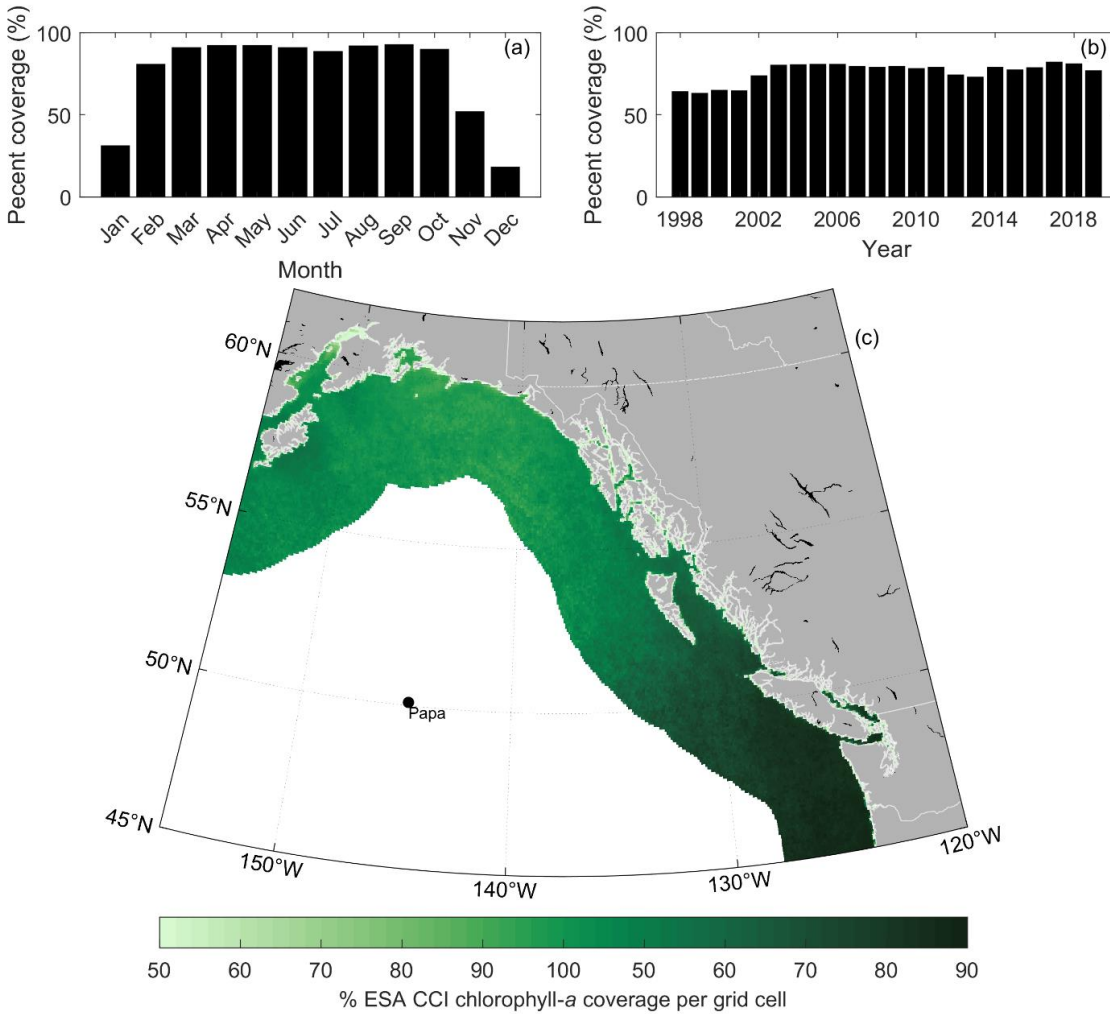 Pecent coverage (%)
100
50
0
(a)
Jan
Feb
Mar
Apr
May
Jun
Jul
Aug
Sep
Oct
Nov
Dec
Month
Pecent coverage (%)
100
50
0
(b)
1998
2002
2006
2010
2014
2018
Year
(c)
60°N
55°N
50°N
45°N
Papa
150°W
140°W
130°W
120°W
50 60 70 80 90 100 50 60 70 80 90
% ESA CCI chlorophyll-a coverage per grid cell